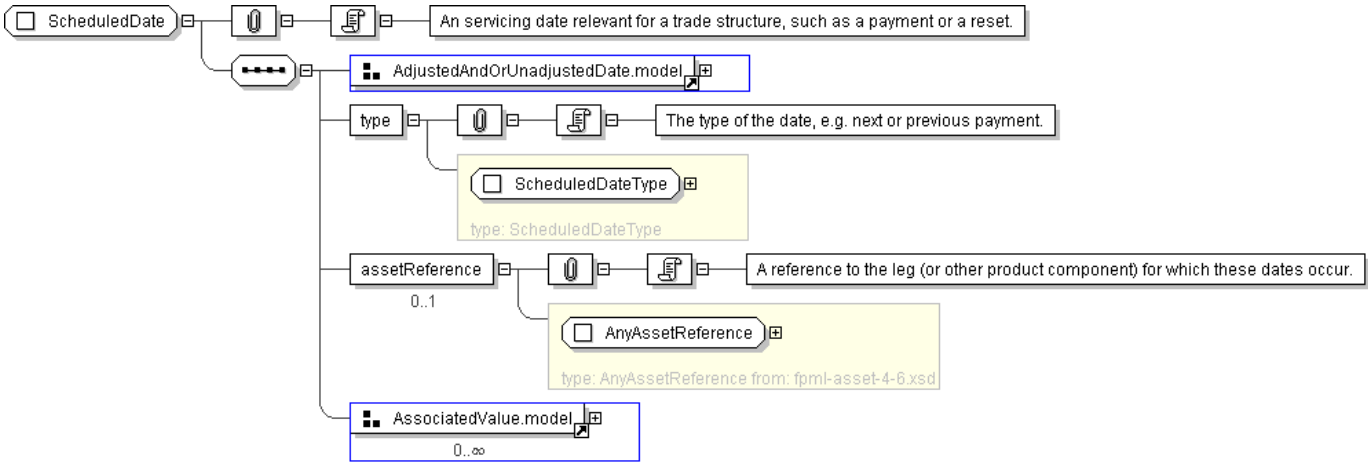 ScheduledDate
An servicing date relevant for a trade structure, such as a payment or a reset.
AdjustedAndOrUnadjustedDate.model
type
The type of the date, e.g. next or previous payment.
ScheduledDateType
type: ScheduledDateType
assetReference
A reference to the leg (or other product component) for which these dates occur.
0..1
AnyAssetReference
type: AnyAssetReference from: fpml-asset-4-6.xsd
AssociatedValue.model
0..∞